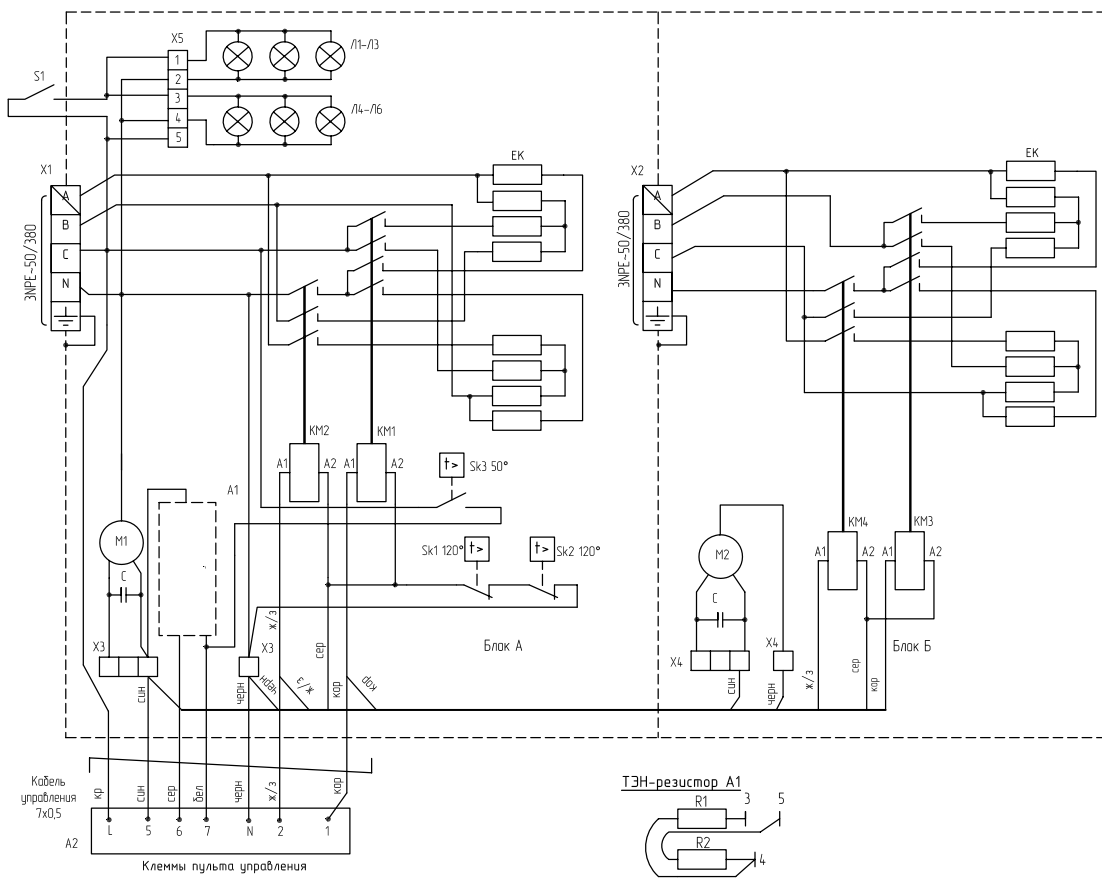 X5
S1
1
2
3
4
5
Л1-Л3
Л4-Л6
X1
A
B
C
N
3NPE~50/380
EK
X2
A
B
C
N
3NPE~50/380
EK
KM2
KM1
A1
A2
A1
A2
t>
Sk3 50°
A1
Sk1 120°
t>
t>
Sk2 120°
M1
C
X3
X3
ж/з
сер
Блок А
син
черн
черн
ж/з
кор
кор
M2
C
X4
X4
син
черн
KM4
KM3
A1
A2
A1
A2
ж/з
сер
кор
Блок Б
Кабель
управления
7х0,5
кр
син
сер
бел
черн
ж/з
кор
A2
L
5
6
7
N
2
1
Клеммы пульта управления
ТЭН-резистор А1
R1
3
5
R2
4